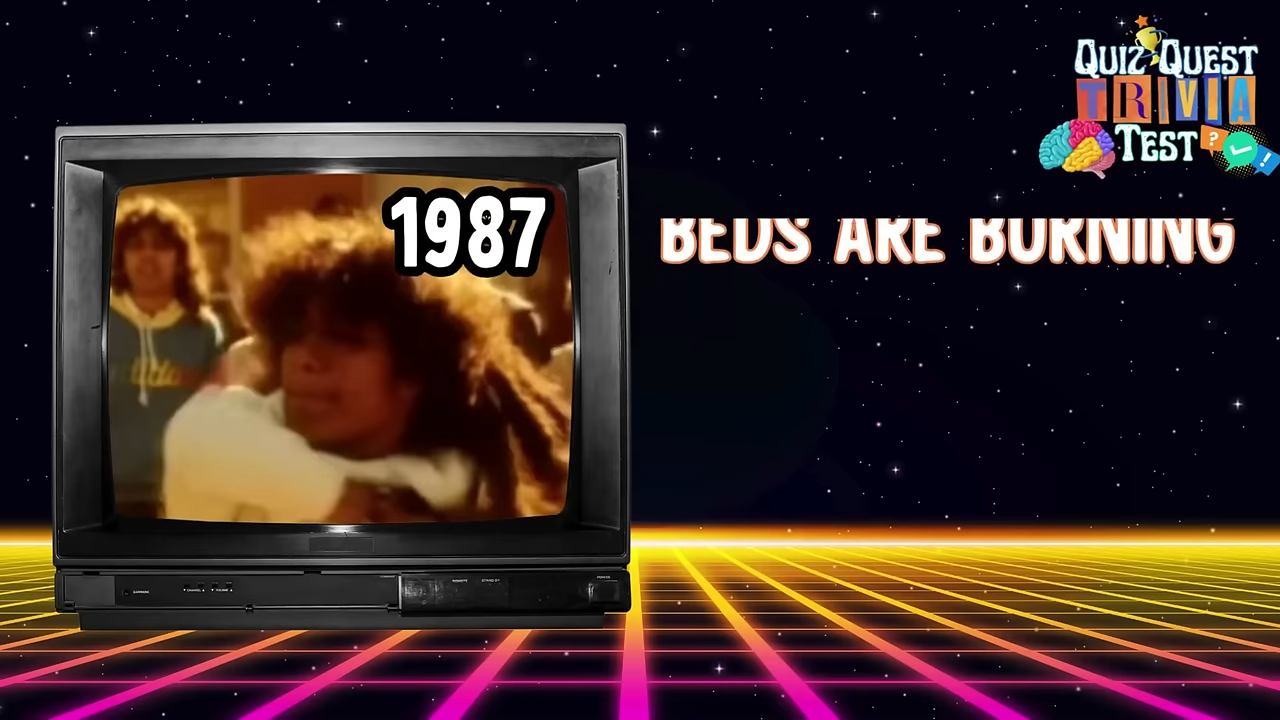 QUIZ QUEST
TRIVIA
TEST ? !
1987
BEDS ARE BURNING